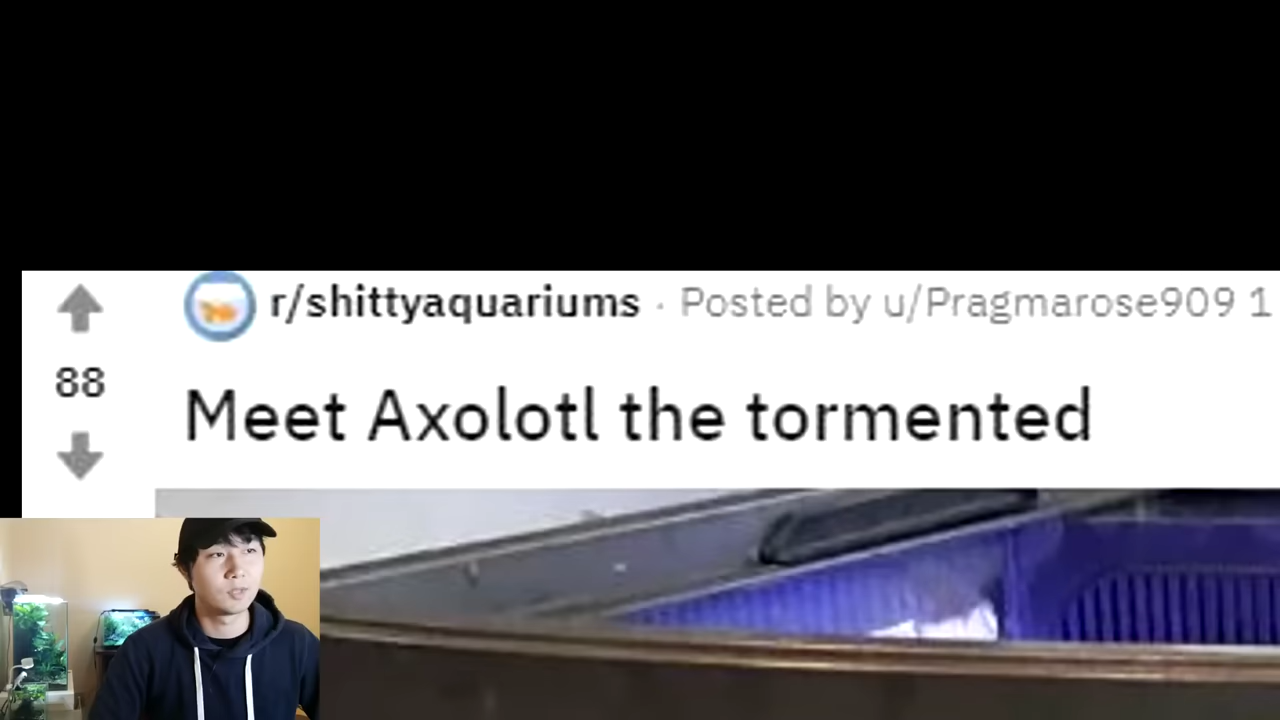 r/shittyaquariums · Posted by u/Pragmarose909 1
88
Meet Axolotl the tormented